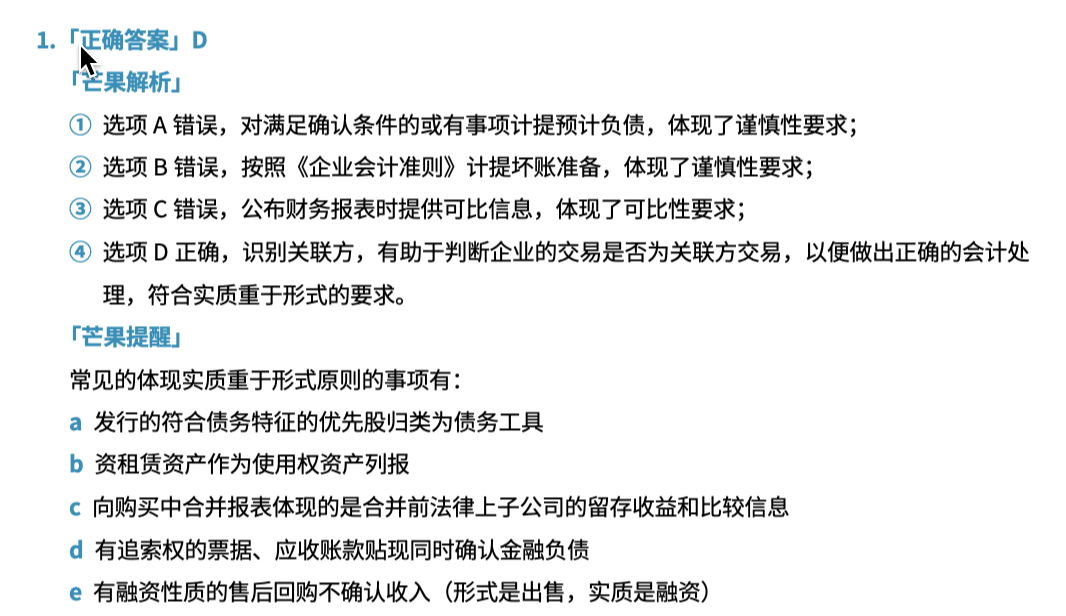 1.「正确答案」D
「芒果解析」
① 选项 A 错误，对满足确认条件的或有事项计提预计负债，体现了谨慎性要求；
② 选项 B 错误，按照《企业会计准则》计提坏账准备，体现了谨慎性要求；
③ 选项 C 错误，公布财务报表时提供可比信息，体现了可比性要求；
④ 选项 D 正确，识别关联方，有助于判断企业的交易是否为关联方交易，以便做出正确的会计处
理，符合实质重于形式的要求。
「芒果提醒」
常见的体现实质重于形式原则的事项有：
a 发行的符合债务特征的优先股归类为债务工具
b 资租赁资产作为使用权资产列报
c 向购买中合并报表体现的是合并前法律上子公司的留存收益和比较信息
d 有追索权的票据、应收账款贴现同时确认金融负债
e 有融资性质的售后回购不确认收入（形式是出售，实质是融资）